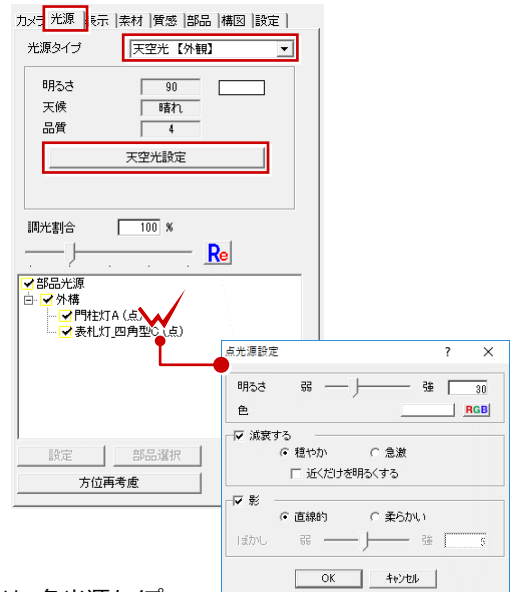 カメラ 光源 表示 素材 質感 部品 構図 設定
光源タイプ 天空光【外観】
明るさ 90
天候 晴れ
品質 4
天空光設定
調光割合 100 %
Re
部品光源
外構
門柱灯A (点)
表札灯_四角型C (点)
設定 部品選択
方位再考慮
点光源設定 ? ×
明るさ 弱 強 30
色 RGB
減衰する
穏やか 急激
近くだけを明るくする
影
直線的 柔らかい
ぼかし 弱 強 5
OK キャンセル